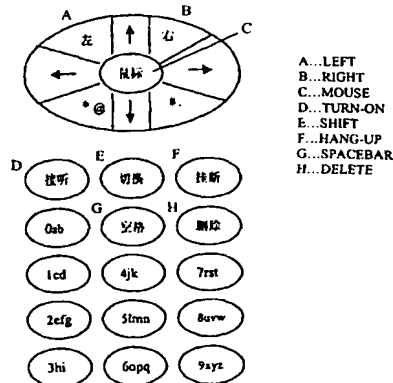 A
B
C
左
右
鼠标
*@
#.
A...LEFT
B...RIGHT
C...MOUSE
D...TURN-ON
E...SHIFT
F...HANG-UP
G...SPACEBAR
H...DELETE
D
E
F
接听
切换
挂断
G
H
0ab
空格
删除
1cd
4jk
7rst
2efg
5lmn
8uvw
3hi
6opq
9xyz